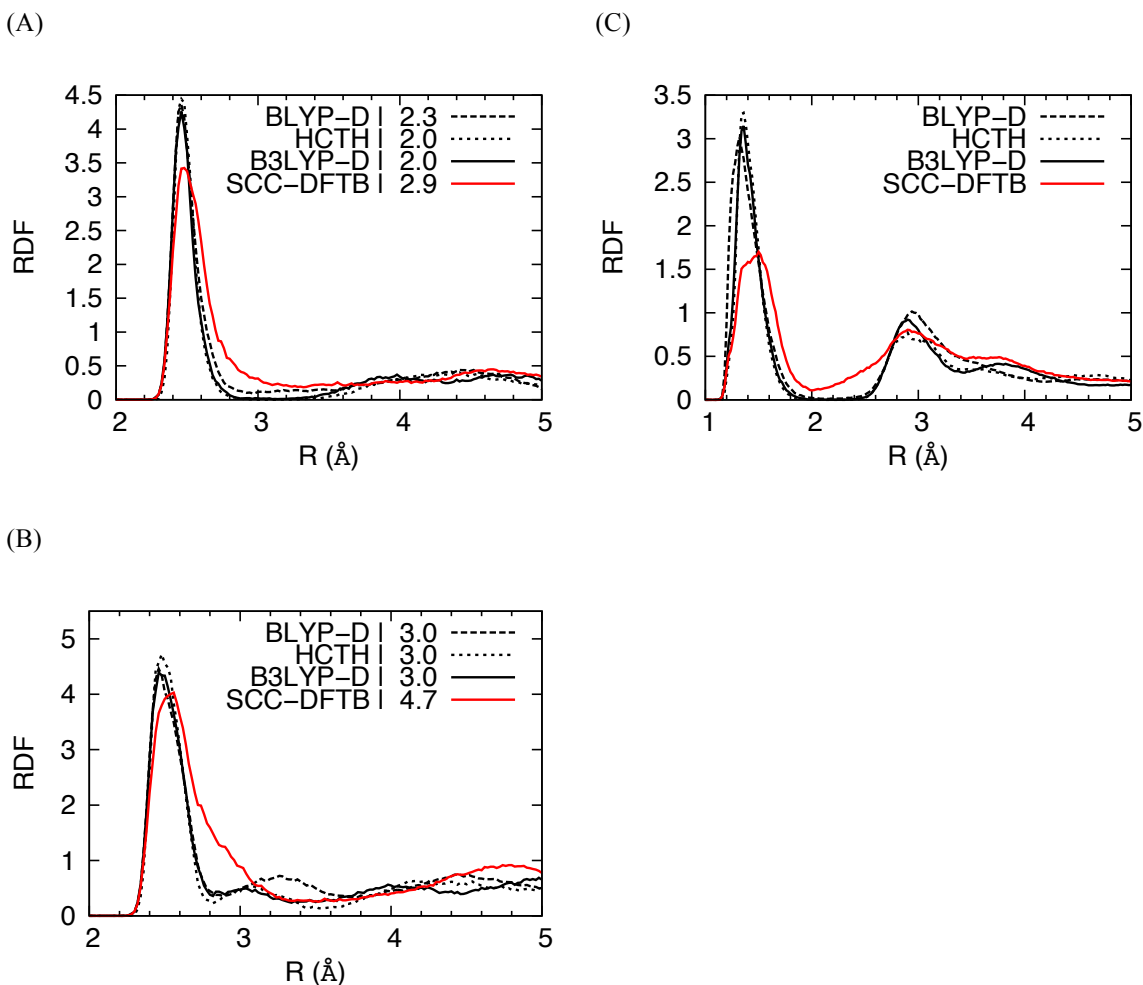 (A)
4.5
4
3.5
3
2.5
2
1.5
1
0.5
0
RDF
BLYP-D | 2.3
HCTH | 2.0
B3LYP-D | 2.0
SCC-DFTB | 2.9
2 3 4 5
R (Å)
(C)
3.5
3
2.5
2
1.5
1
0.5
0
RDF
BLYP-D
HCTH
B3LYP-D
SCC-DFTB
1 2 3 4 5
R (Å)
(B)
5
4
3
2
1
0
RDF
BLYP-D | 3.0
HCTH | 3.0
B3LYP-D | 3.0
SCC-DFTB | 4.7
2 3 4 5
R (Å)